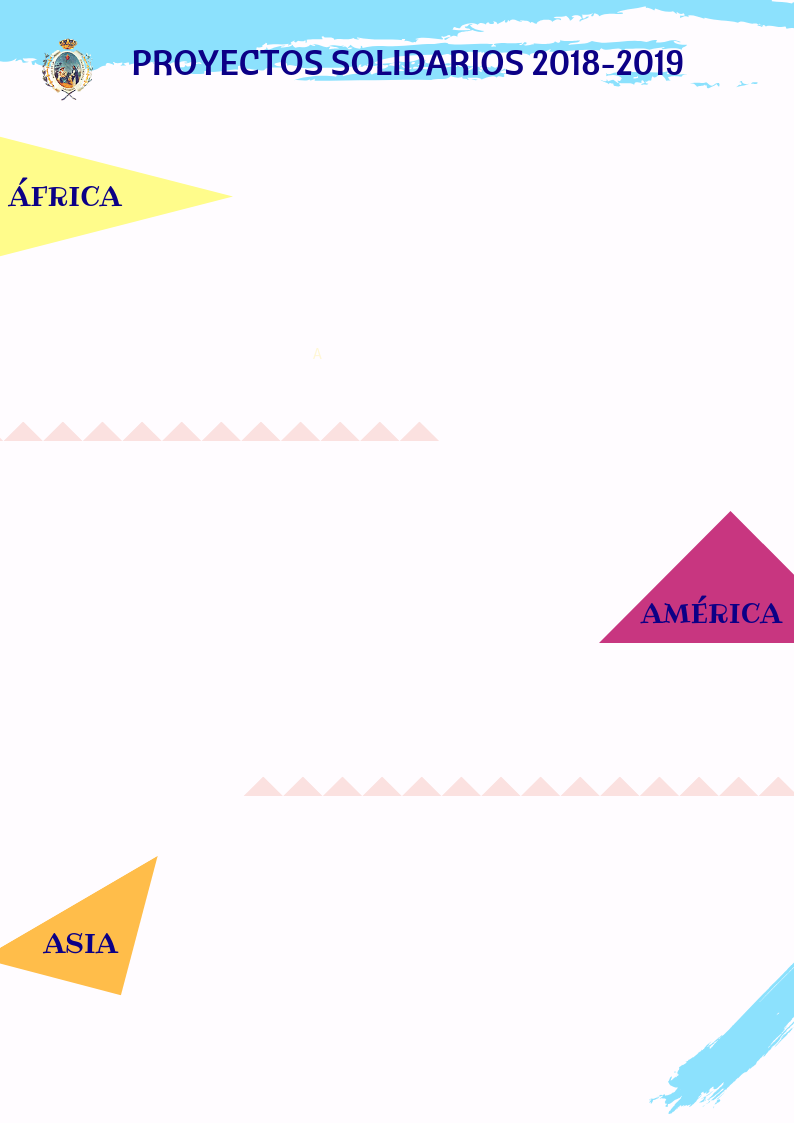 PROYECTOS SOLIDARIOS 2018-2019
ÁFRICA
A
AMÉRICA
ASIA